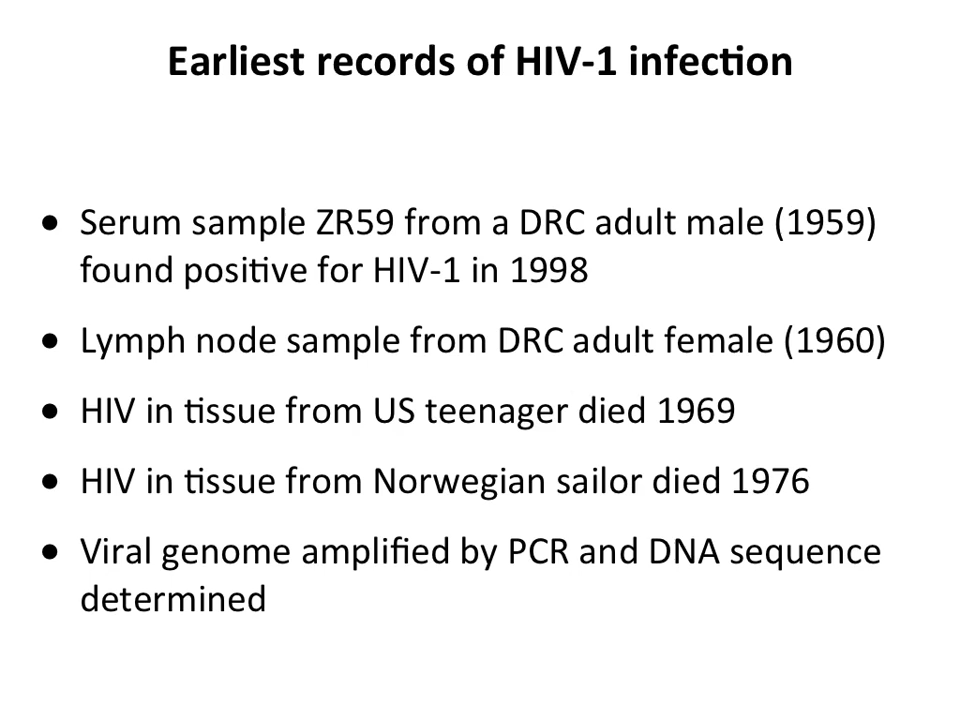 Earliest records of HIV-1 infection
• Serum sample ZR59 from a DRC adult male (1959)
found positive for HIV-1 in 1998
• Lymph node sample from DRC adult female (1960)
• HIV in tissue from US teenager died 1969
• HIV in tissue from Norwegian sailor died 1976
• Viral genome amplified by PCR and DNA sequence
determined